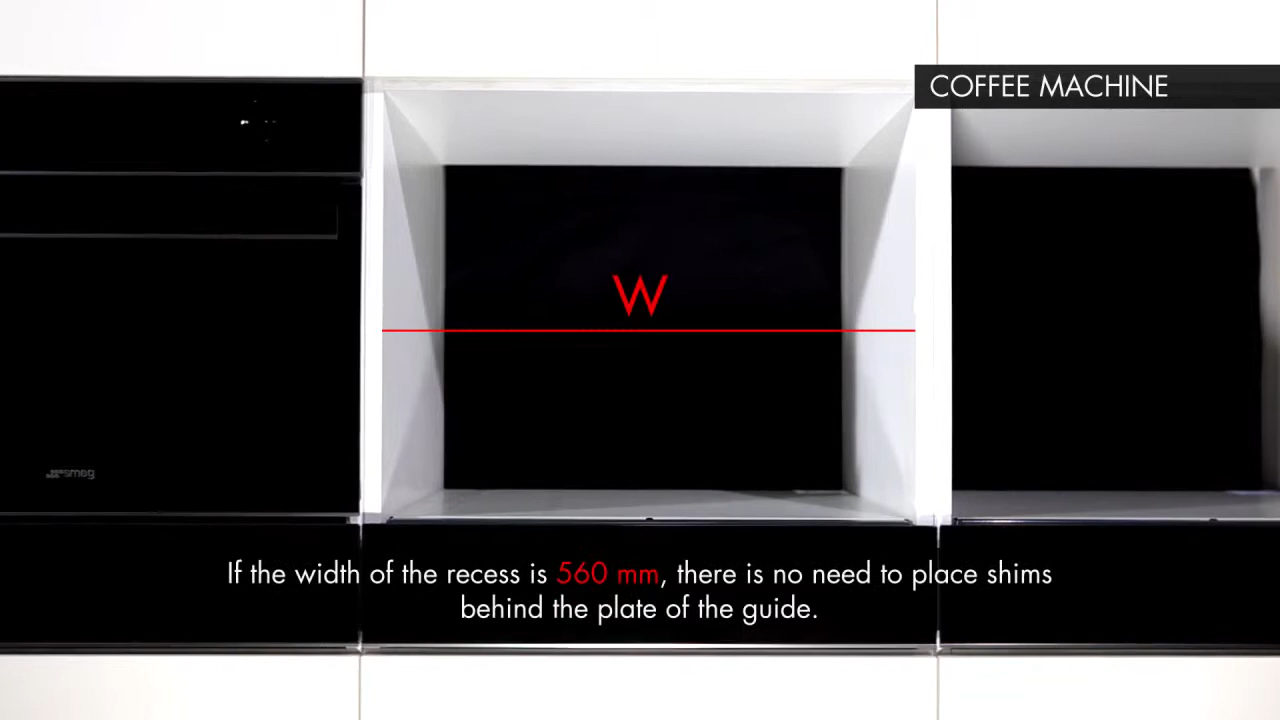 COFFEE MACHINE
W
smeg
If the width of the recess is 560 mm, there is no need to place shims
behind the plate of the guide.